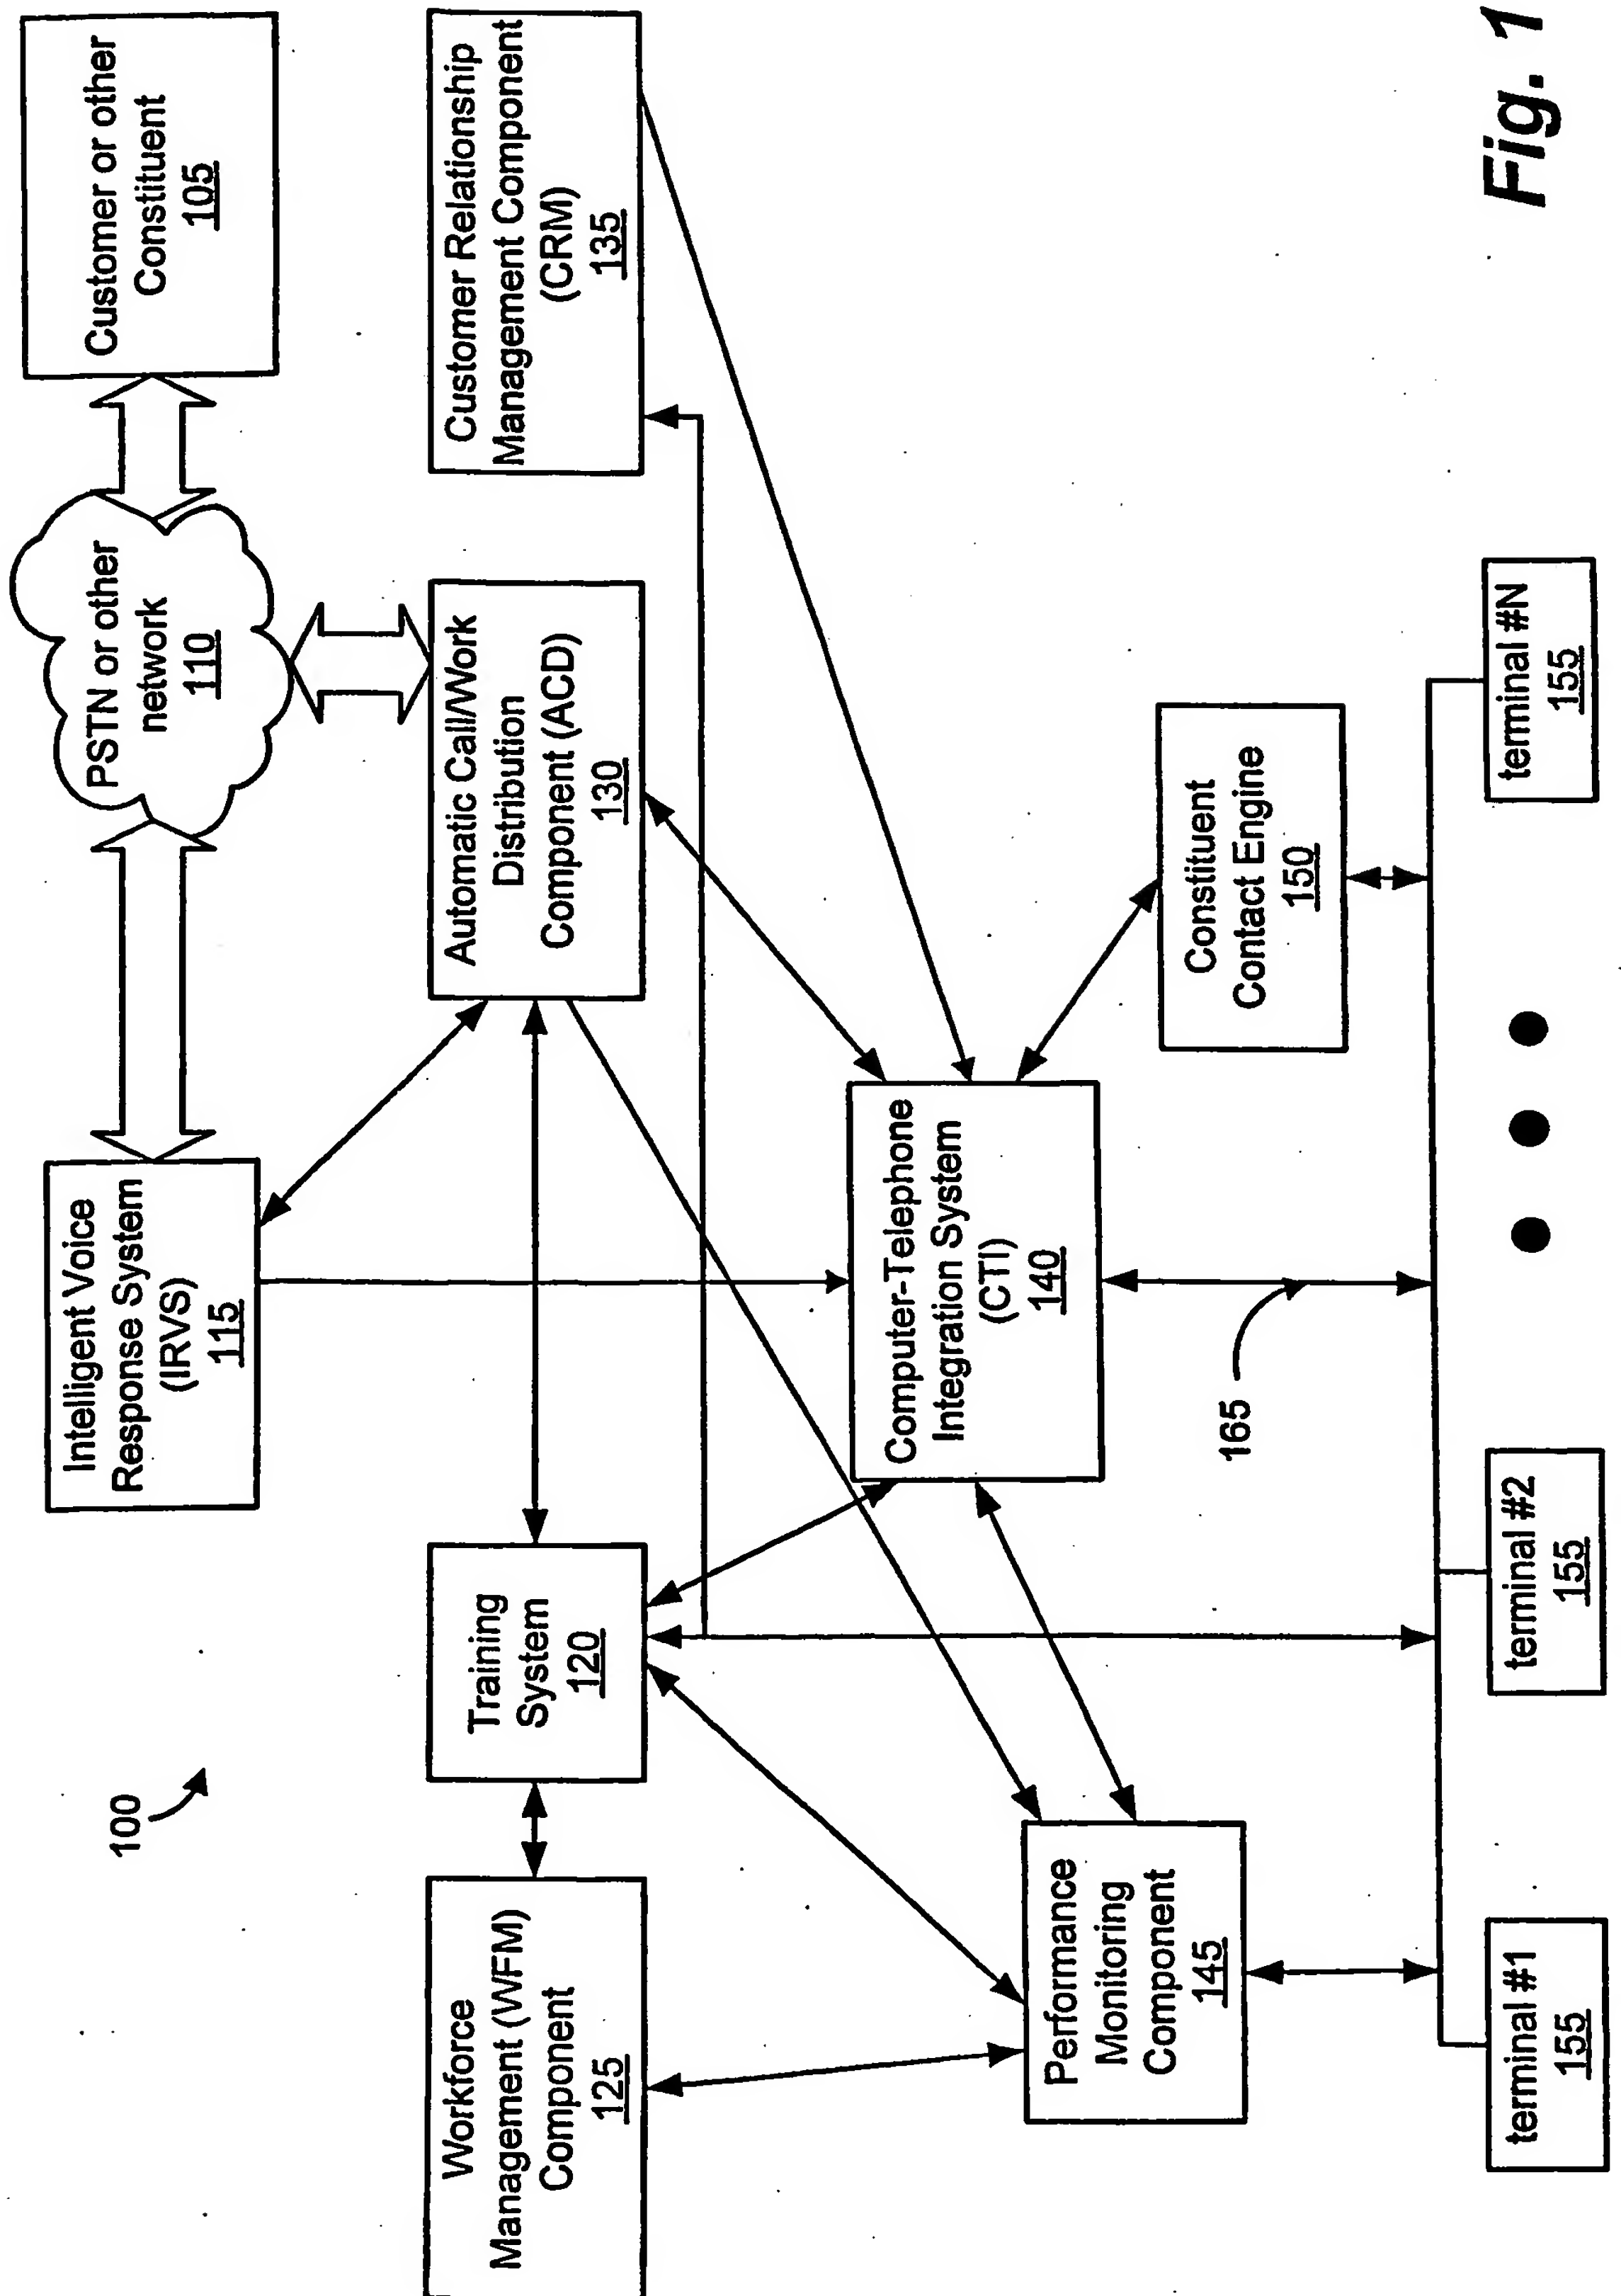 100
Intelligent Voice
Response System
(IRVS)
115
PSTN or other
network
110
Customer or other
Constituent
105
Workforce
Management (WFM)
Component
125
Training
System
120
Automatic Call/Work
Distribution
Component (ACD)
130
Customer Relationship
Management Component
(CRM)
135
Computer-Telephone
Integration System
(CTI)
140
Performance
Monitoring
Component
145
Constituent
Contact Engine
150
165
terminal #1
155
terminal #2
155
terminal #N
155
Fig. 1